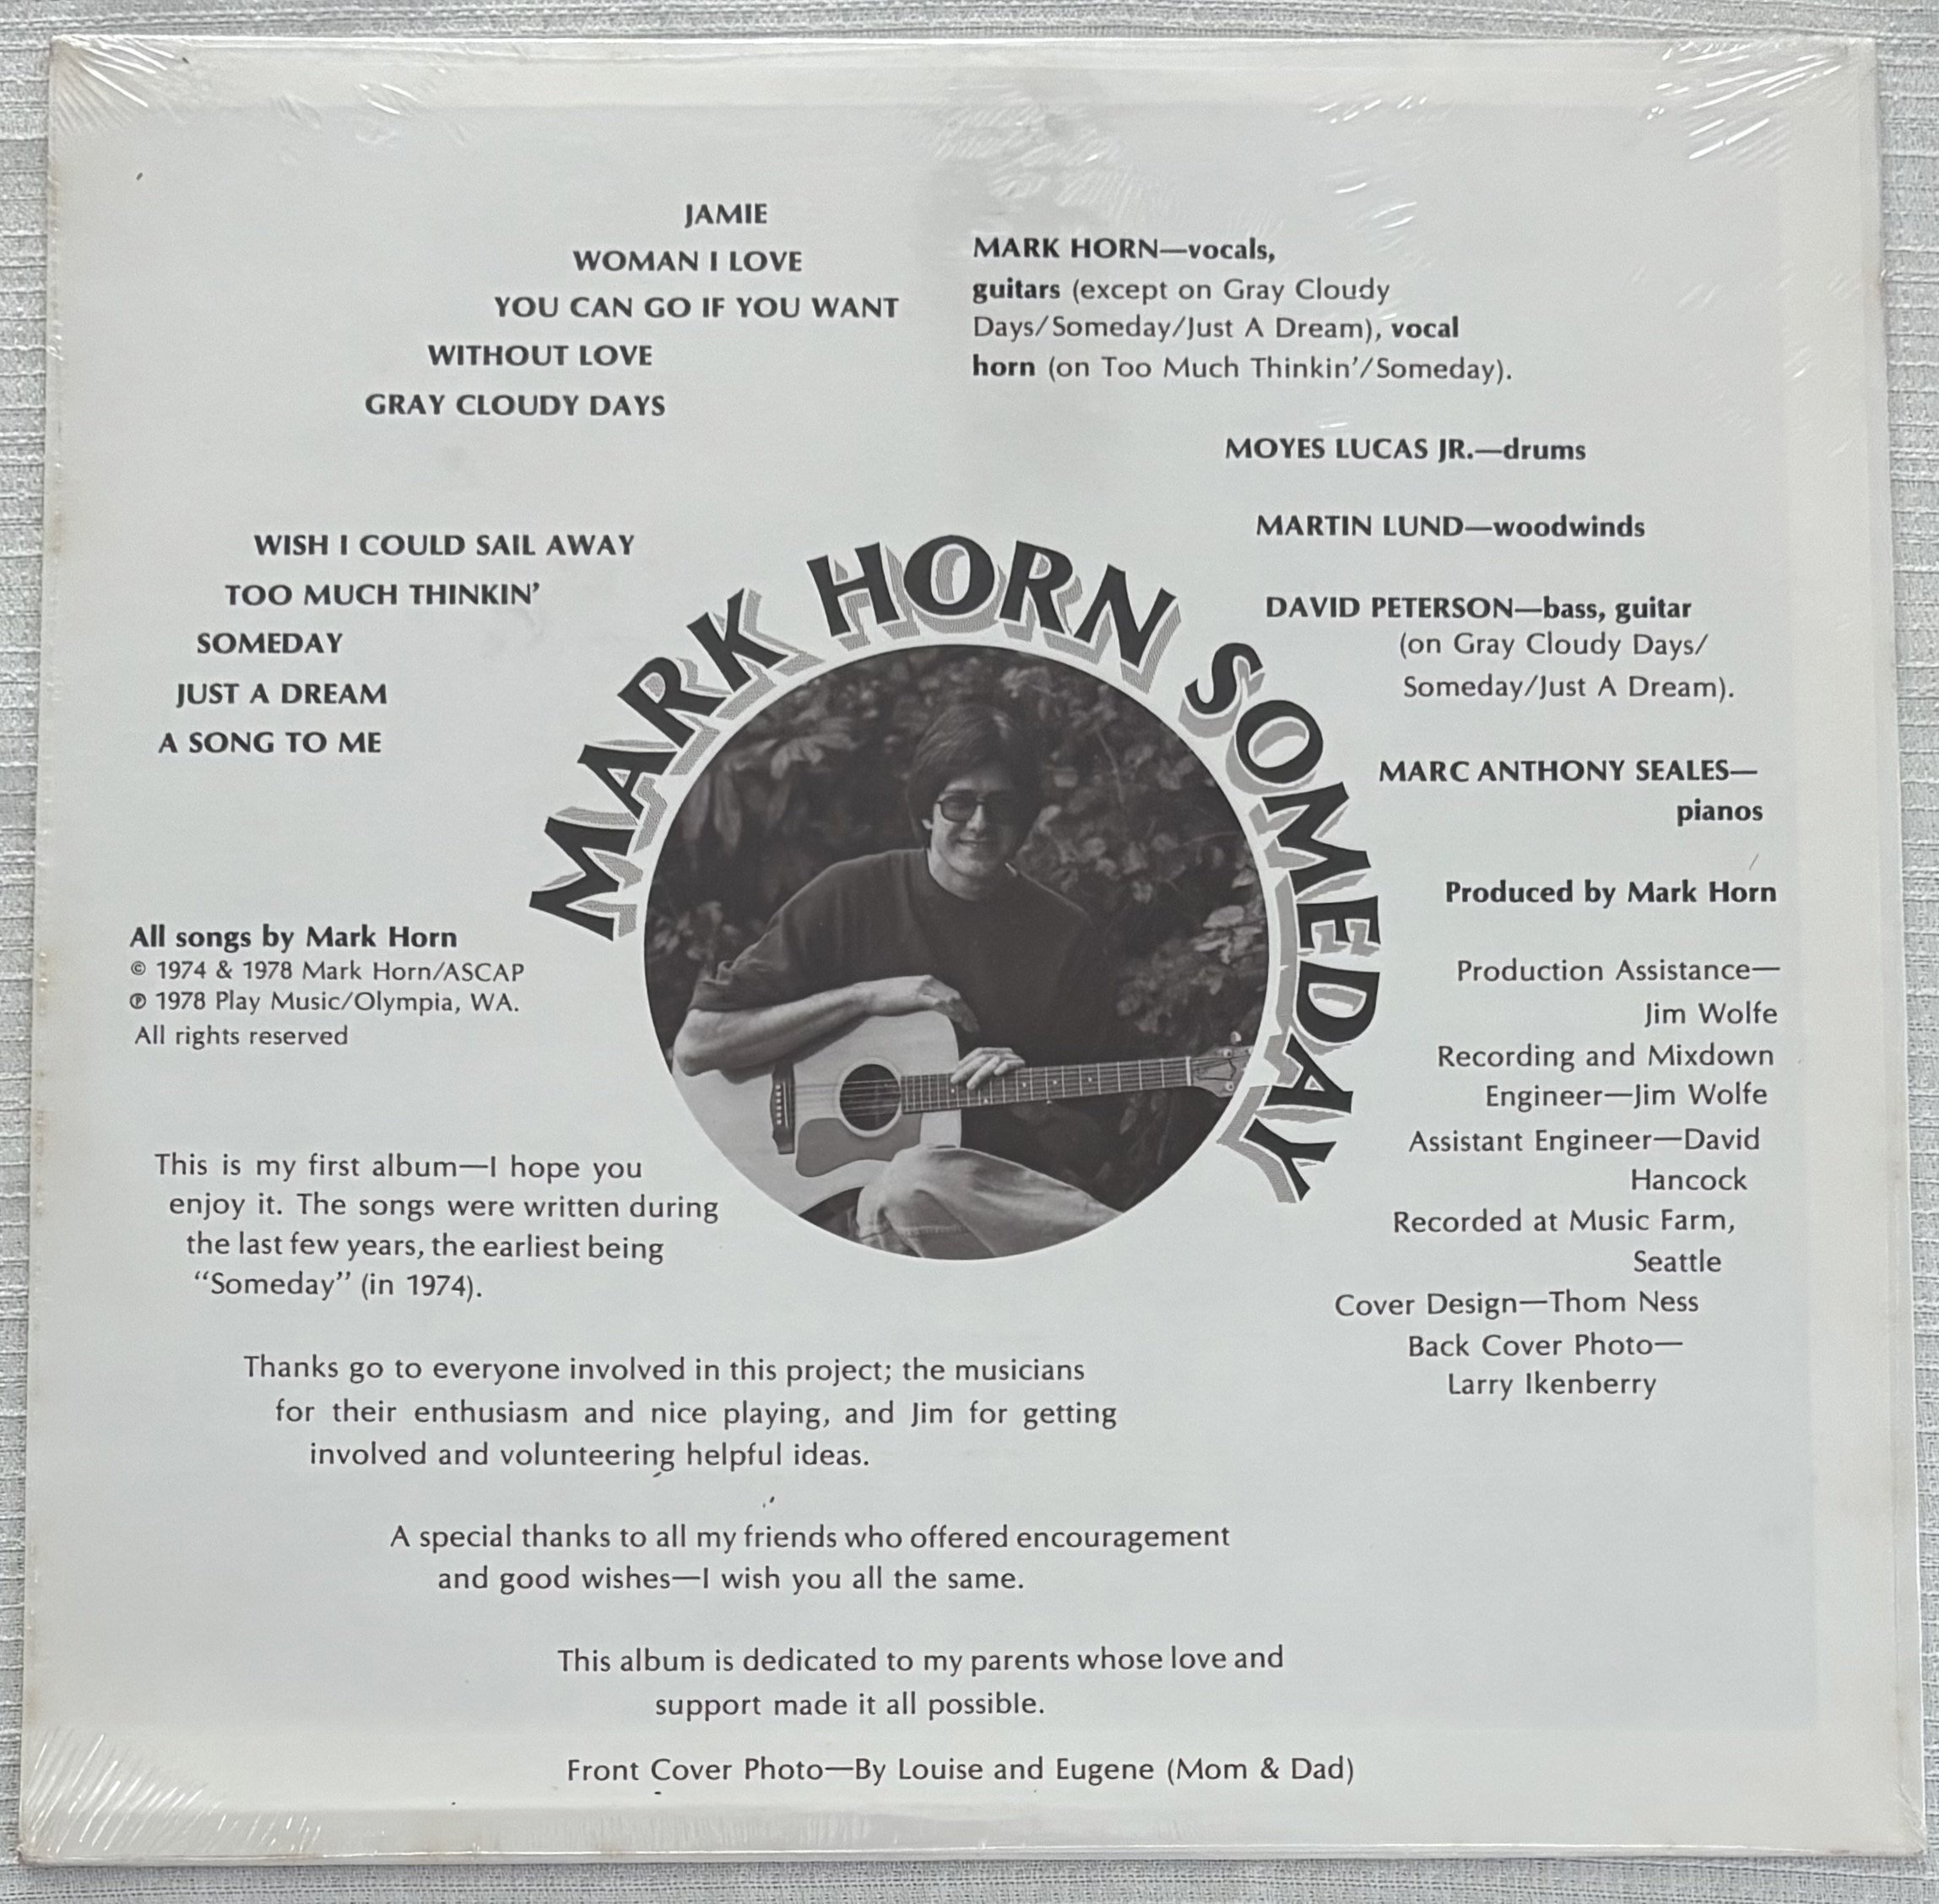 JAMIE
WOMAN I LOVE
YOU CAN GO IF YOU WANT
WITHOUT LOVE
GRAY CLOUDY DAYS
WISH I COULD SAIL AWAY
TOO MUCH THINKIN’
SOMEDAY
JUST A DREAM
A SONG TO ME
All songs by Mark Horn
© 1974 & 1978 Mark Horn/ASCAP
℗ 1978 Play Music/Olympia, WA.
All rights reserved
MARK HORN SOMEDAY
MARK HORN—vocals,
guitars (except on Gray Cloudy
Days/Someday/Just A Dream), vocal
horn (on Too Much Thinkin’/Someday).
MOYES LUCAS JR.—drums
MARTIN LUND—woodwinds
DAVID PETERSON—bass, guitar
(on Gray Cloudy Days/
Someday/Just A Dream).
MARC ANTHONY SEALES—
pianos
Produced by Mark Horn
Production Assistance—
Jim Wolfe
Recording and Mixdown
Engineer—Jim Wolfe
Assistant Engineer—David
Hancock
Recorded at Music Farm,
Seattle
Cover Design—Thom Ness
Back Cover Photo—
Larry Ikenberry
This is my first album—I hope you
enjoy it. The songs were written during
the last few years, the earliest being
“Someday” (in 1974).
Thanks go to everyone involved in this project; the musicians
for their enthusiasm and nice playing, and Jim for getting
involved and volunteering helpful ideas.
A special thanks to all my friends who offered encouragement
and good wishes—I wish you all the same.
This album is dedicated to my parents whose love and
support made it all possible.
Front Cover Photo—By Louise and Eugene (Mom & Dad)